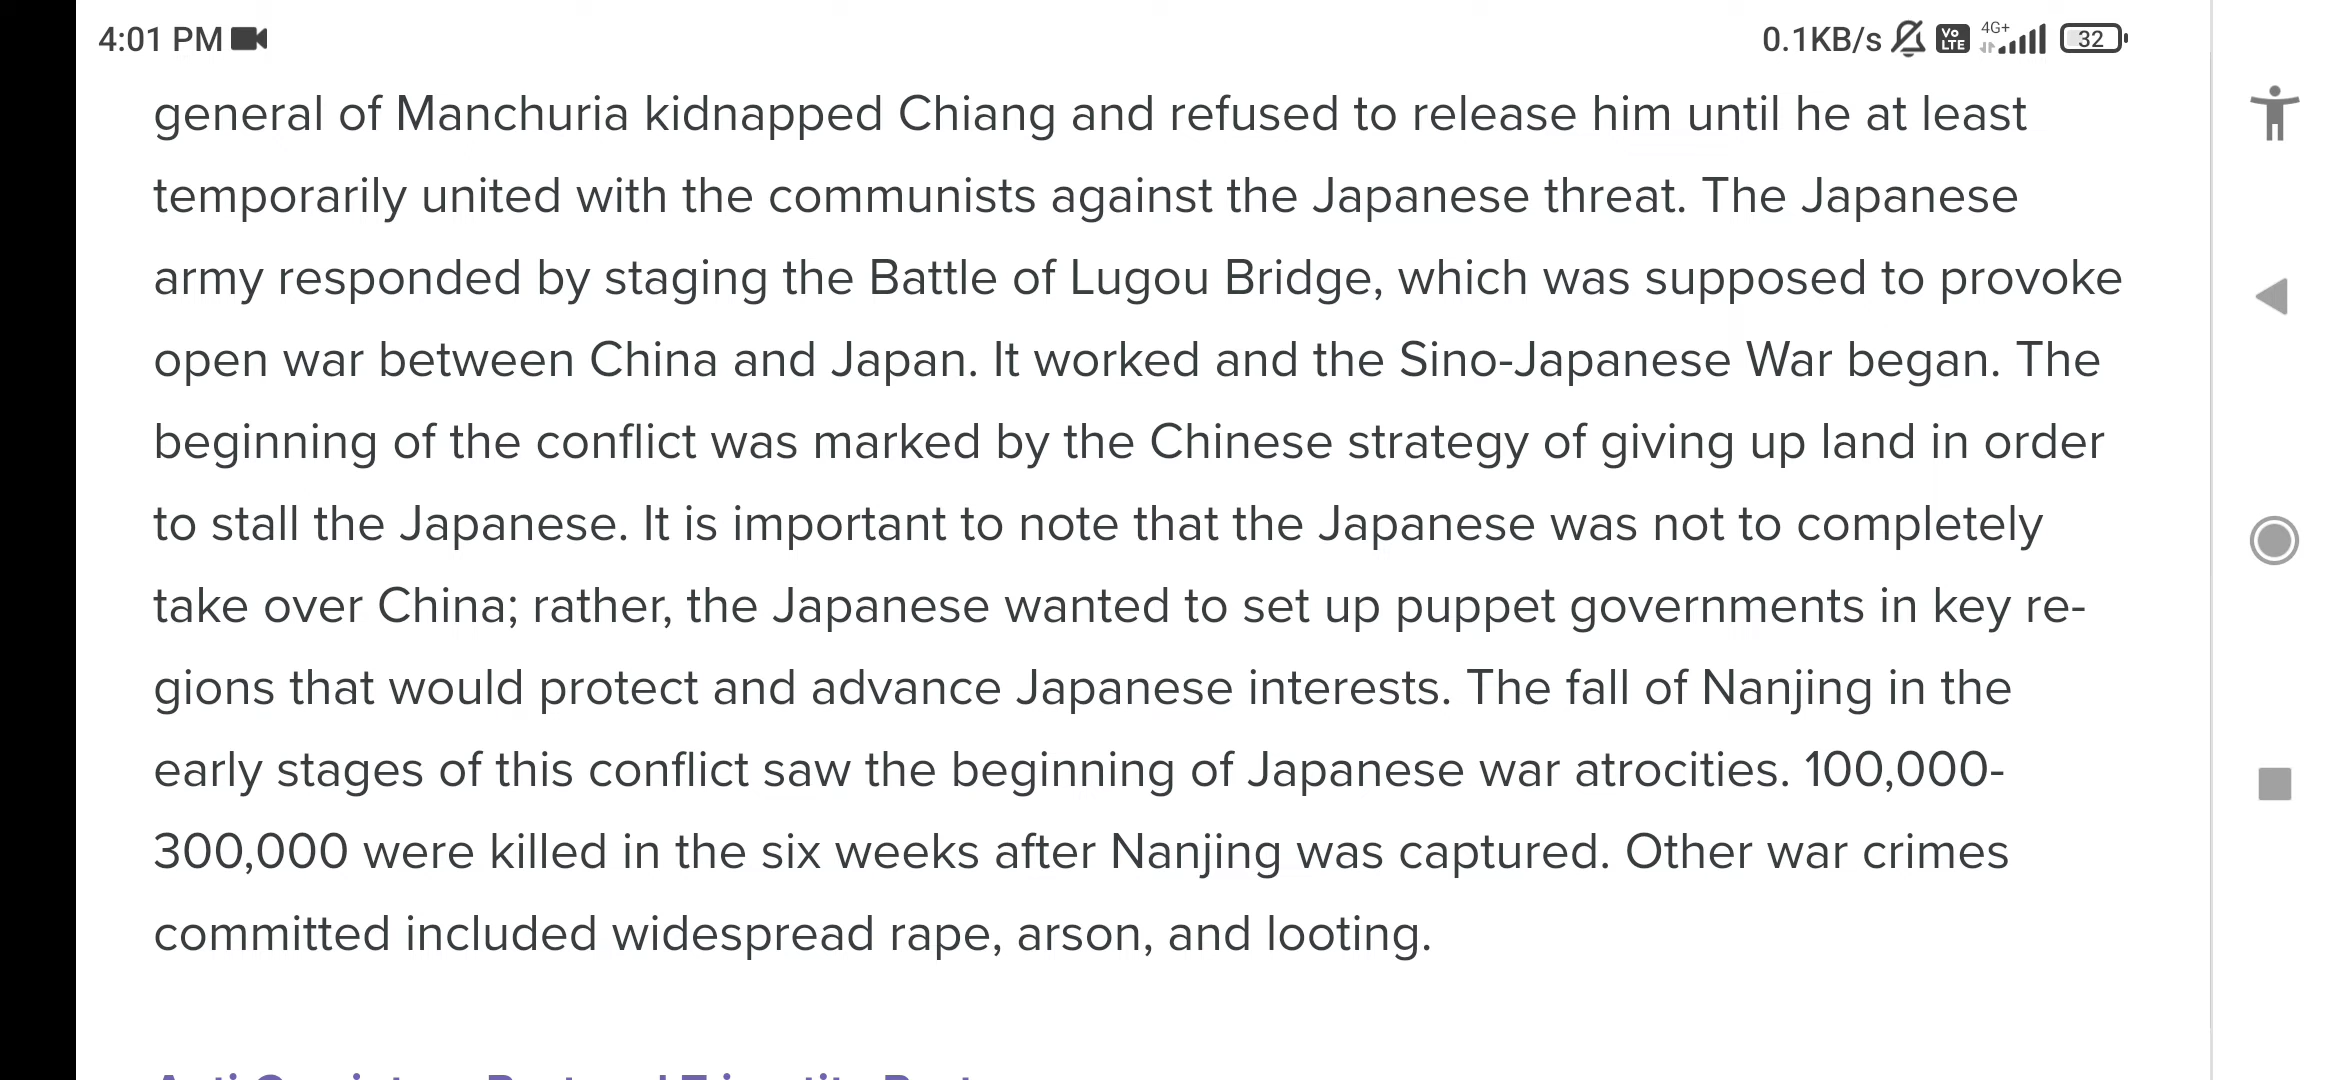 4:01 PM
0.1KB/s Vo LTE 4G+ 32
general of Manchuria kidnapped Chiang and refused to release him until he at least
temporarily united with the communists against the Japanese threat. The Japanese
army responded by staging the Battle of Lugou Bridge, which was supposed to provoke
open war between China and Japan. It worked and the Sino-Japanese War began. The
beginning of the conflict was marked by the Chinese strategy of giving up land in order
to stall the Japanese. It is important to note that the Japanese was not to completely
take over China; rather, the Japanese wanted to set up puppet governments in key re-
gions that would protect and advance Japanese interests. The fall of Nanjing in the
early stages of this conflict saw the beginning of Japanese war atrocities. 100,000-
300,000 were killed in the six weeks after Nanjing was captured. Other war crimes
committed included widespread rape, arson, and looting.